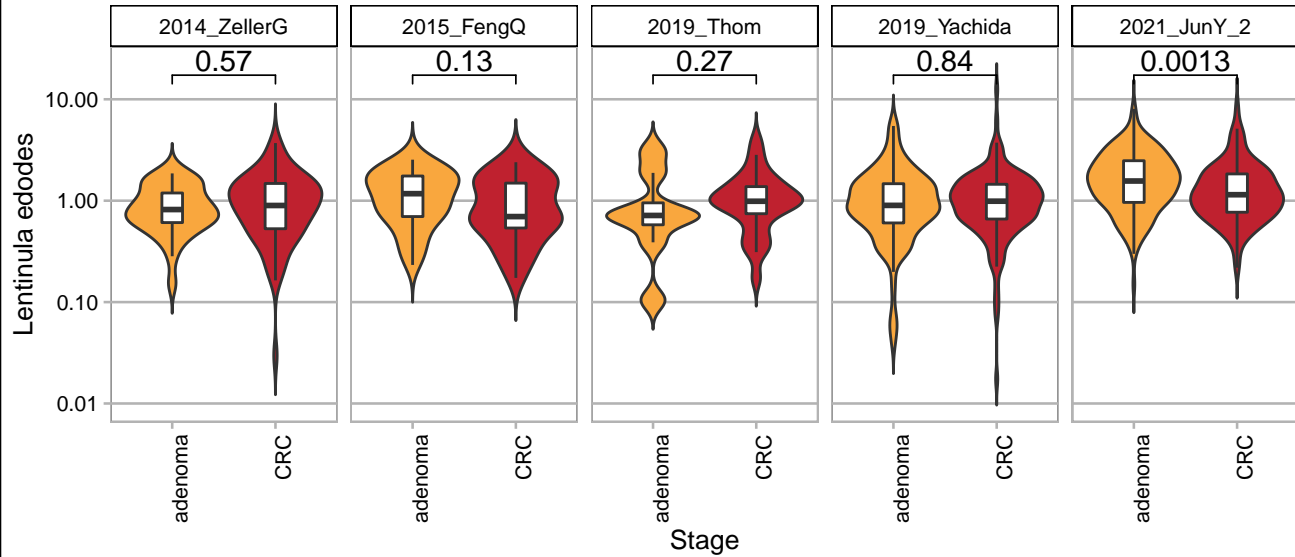 2014_ZellerG 2015_FengQ 2019_Thom 2019_Yachida 2021_JunY_2
0.57 0.13 0.27 0.84 0.0013
10.00
1.00
0.10
0.01
Lentinula edodes
adenoma CRC adenoma CRC adenoma CRC adenoma CRC adenoma CRC
Stage